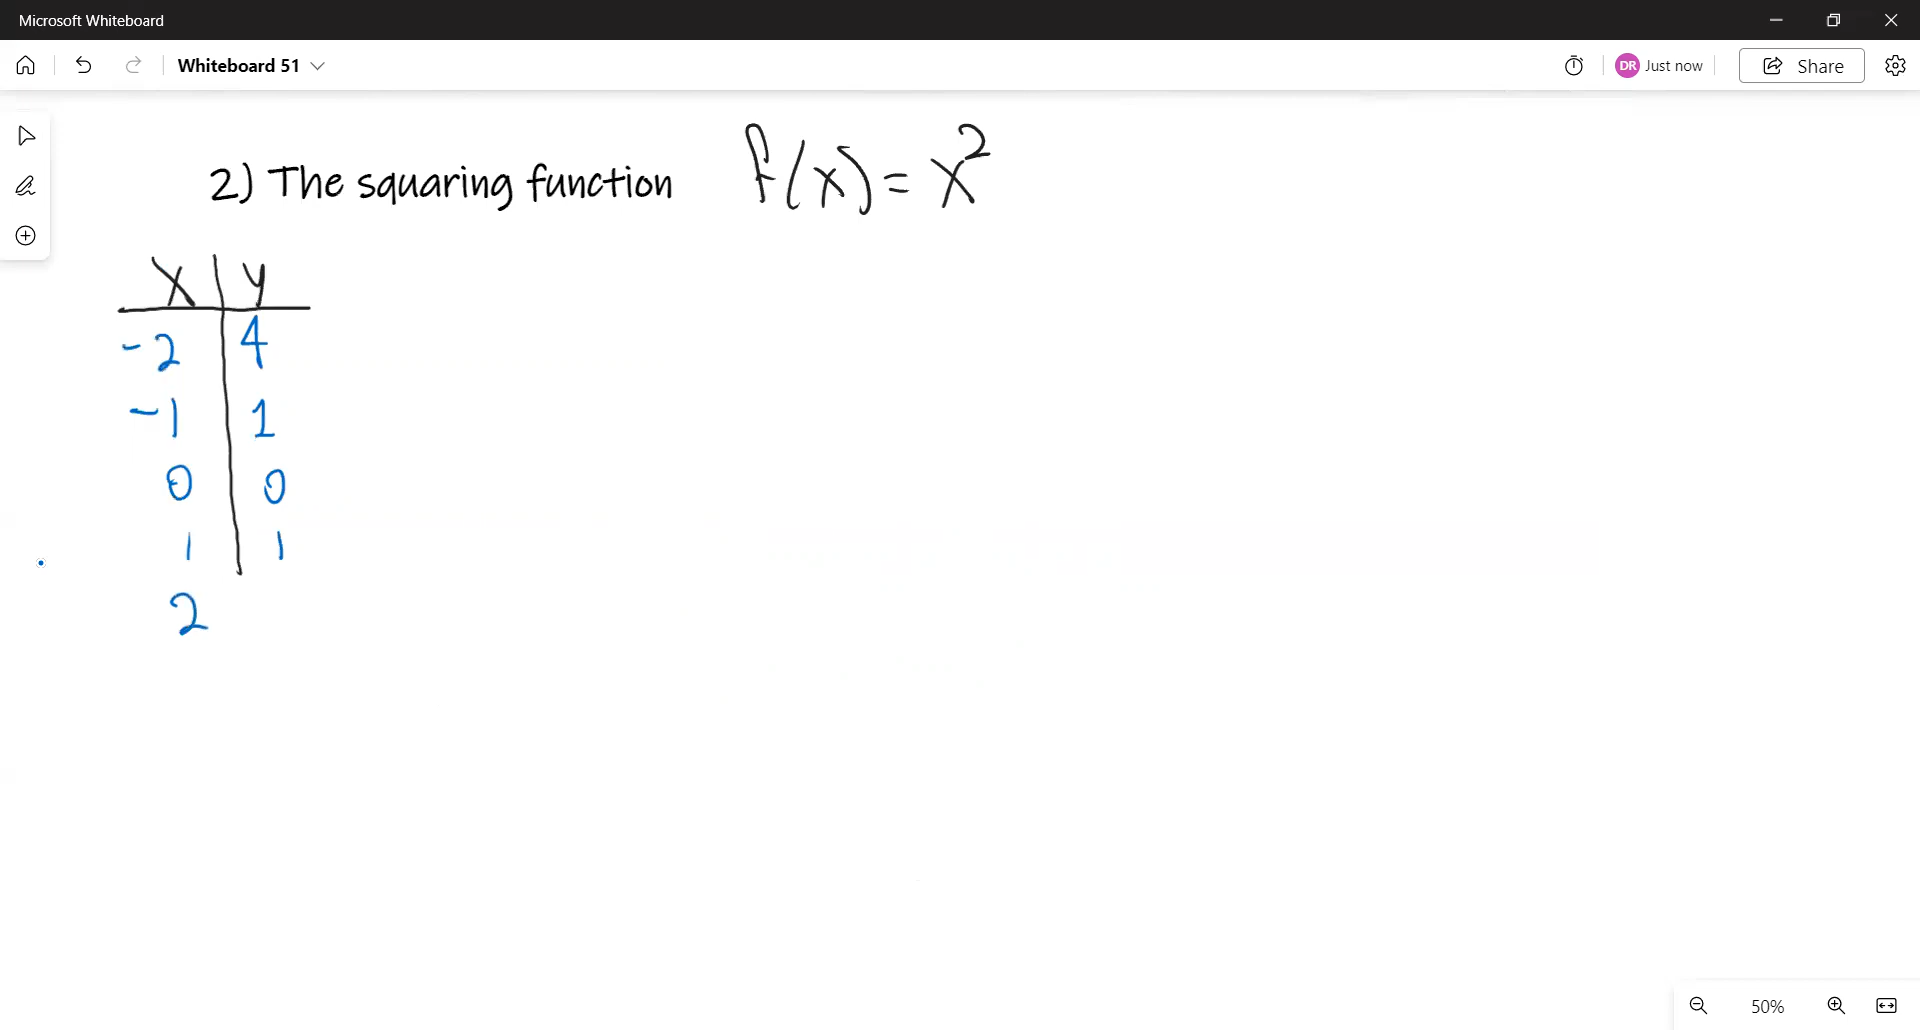 Microsoft Whiteboard
Whiteboard 51
DR Just now
Share
2) The squaring function f(x) = x²
x y
-2 4
-1 1
0 0
1 1
2
50%